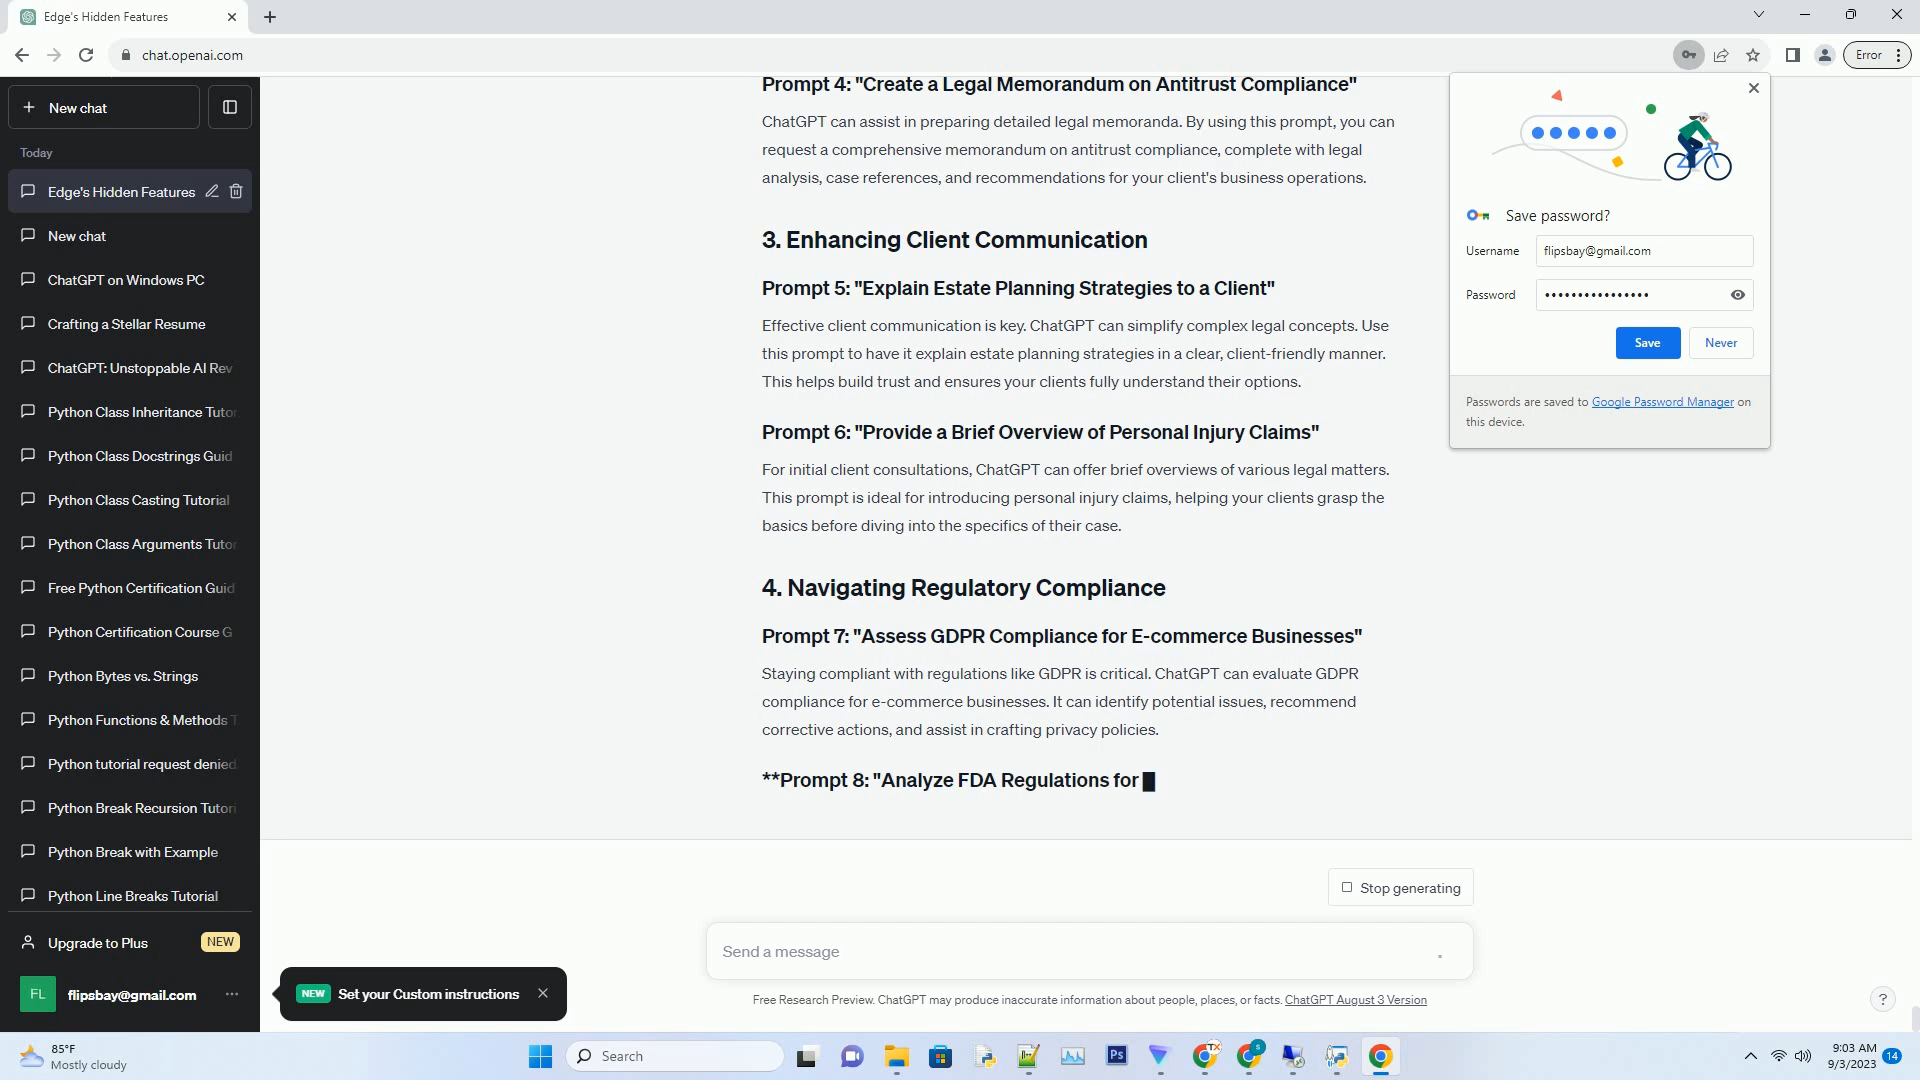 Edge's Hidden Features
chat.openai.com
Error
New chat
Today
Edge's Hidden Features
New chat
ChatGPT on Windows PC
Crafting a Stellar Resume
ChatGPT: Unstoppable AI Rev
Python Class Inheritance Tutor
Python Class Docstrings Guid
Python Class Casting Tutorial
Python Class Arguments Tutor
Free Python Certification Guid
Python Certification Course G
Python Bytes vs. Strings
Python Functions & Methods T
Python tutorial request denied.
Python Break Recursion Tutori
Python Break with Example
Python Line Breaks Tutorial
Upgrade to Plus NEW
FL flipsbay@gmail.com
Prompt 4: "Create a Legal Memorandum on Antitrust Compliance"
ChatGPT can assist in preparing detailed legal memoranda. By using this prompt, you can
request a comprehensive memorandum on antitrust compliance, complete with legal
analysis, case references, and recommendations for your client's business operations.
3. Enhancing Client Communication
Prompt 5: "Explain Estate Planning Strategies to a Client"
Effective client communication is key. ChatGPT can simplify complex legal concepts. Use
this prompt to have it explain estate planning strategies in a clear, client-friendly manner.
This helps build trust and ensures your clients fully understand their options.
Prompt 6: "Provide a Brief Overview of Personal Injury Claims"
For initial client consultations, ChatGPT can offer brief overviews of various legal matters.
This prompt is ideal for introducing personal injury claims, helping your clients grasp the
basics before diving into the specifics of their case.
4. Navigating Regulatory Compliance
Prompt 7: "Assess GDPR Compliance for E-commerce Businesses"
Staying compliant with regulations like GDPR is critical. ChatGPT can evaluate GDPR
compliance for e-commerce businesses. It can identify potential issues, recommend
corrective actions, and assist in crafting privacy policies.
**Prompt 8: "Analyze FDA Regulations for
Save password?
Username flipsbay@gmail.com
Password ••••••••••••••••
Save Never
Passwords are saved to Google Password Manager on
this device.
Stop generating
Send a message
NEW Set your Custom instructions
Free Research Preview. ChatGPT may produce inaccurate information about people, places, or facts. ChatGPT August 3 Version
?
85°F
Mostly cloudy
Search
Ps
TX
S
9:03 AM
9/3/2023
14